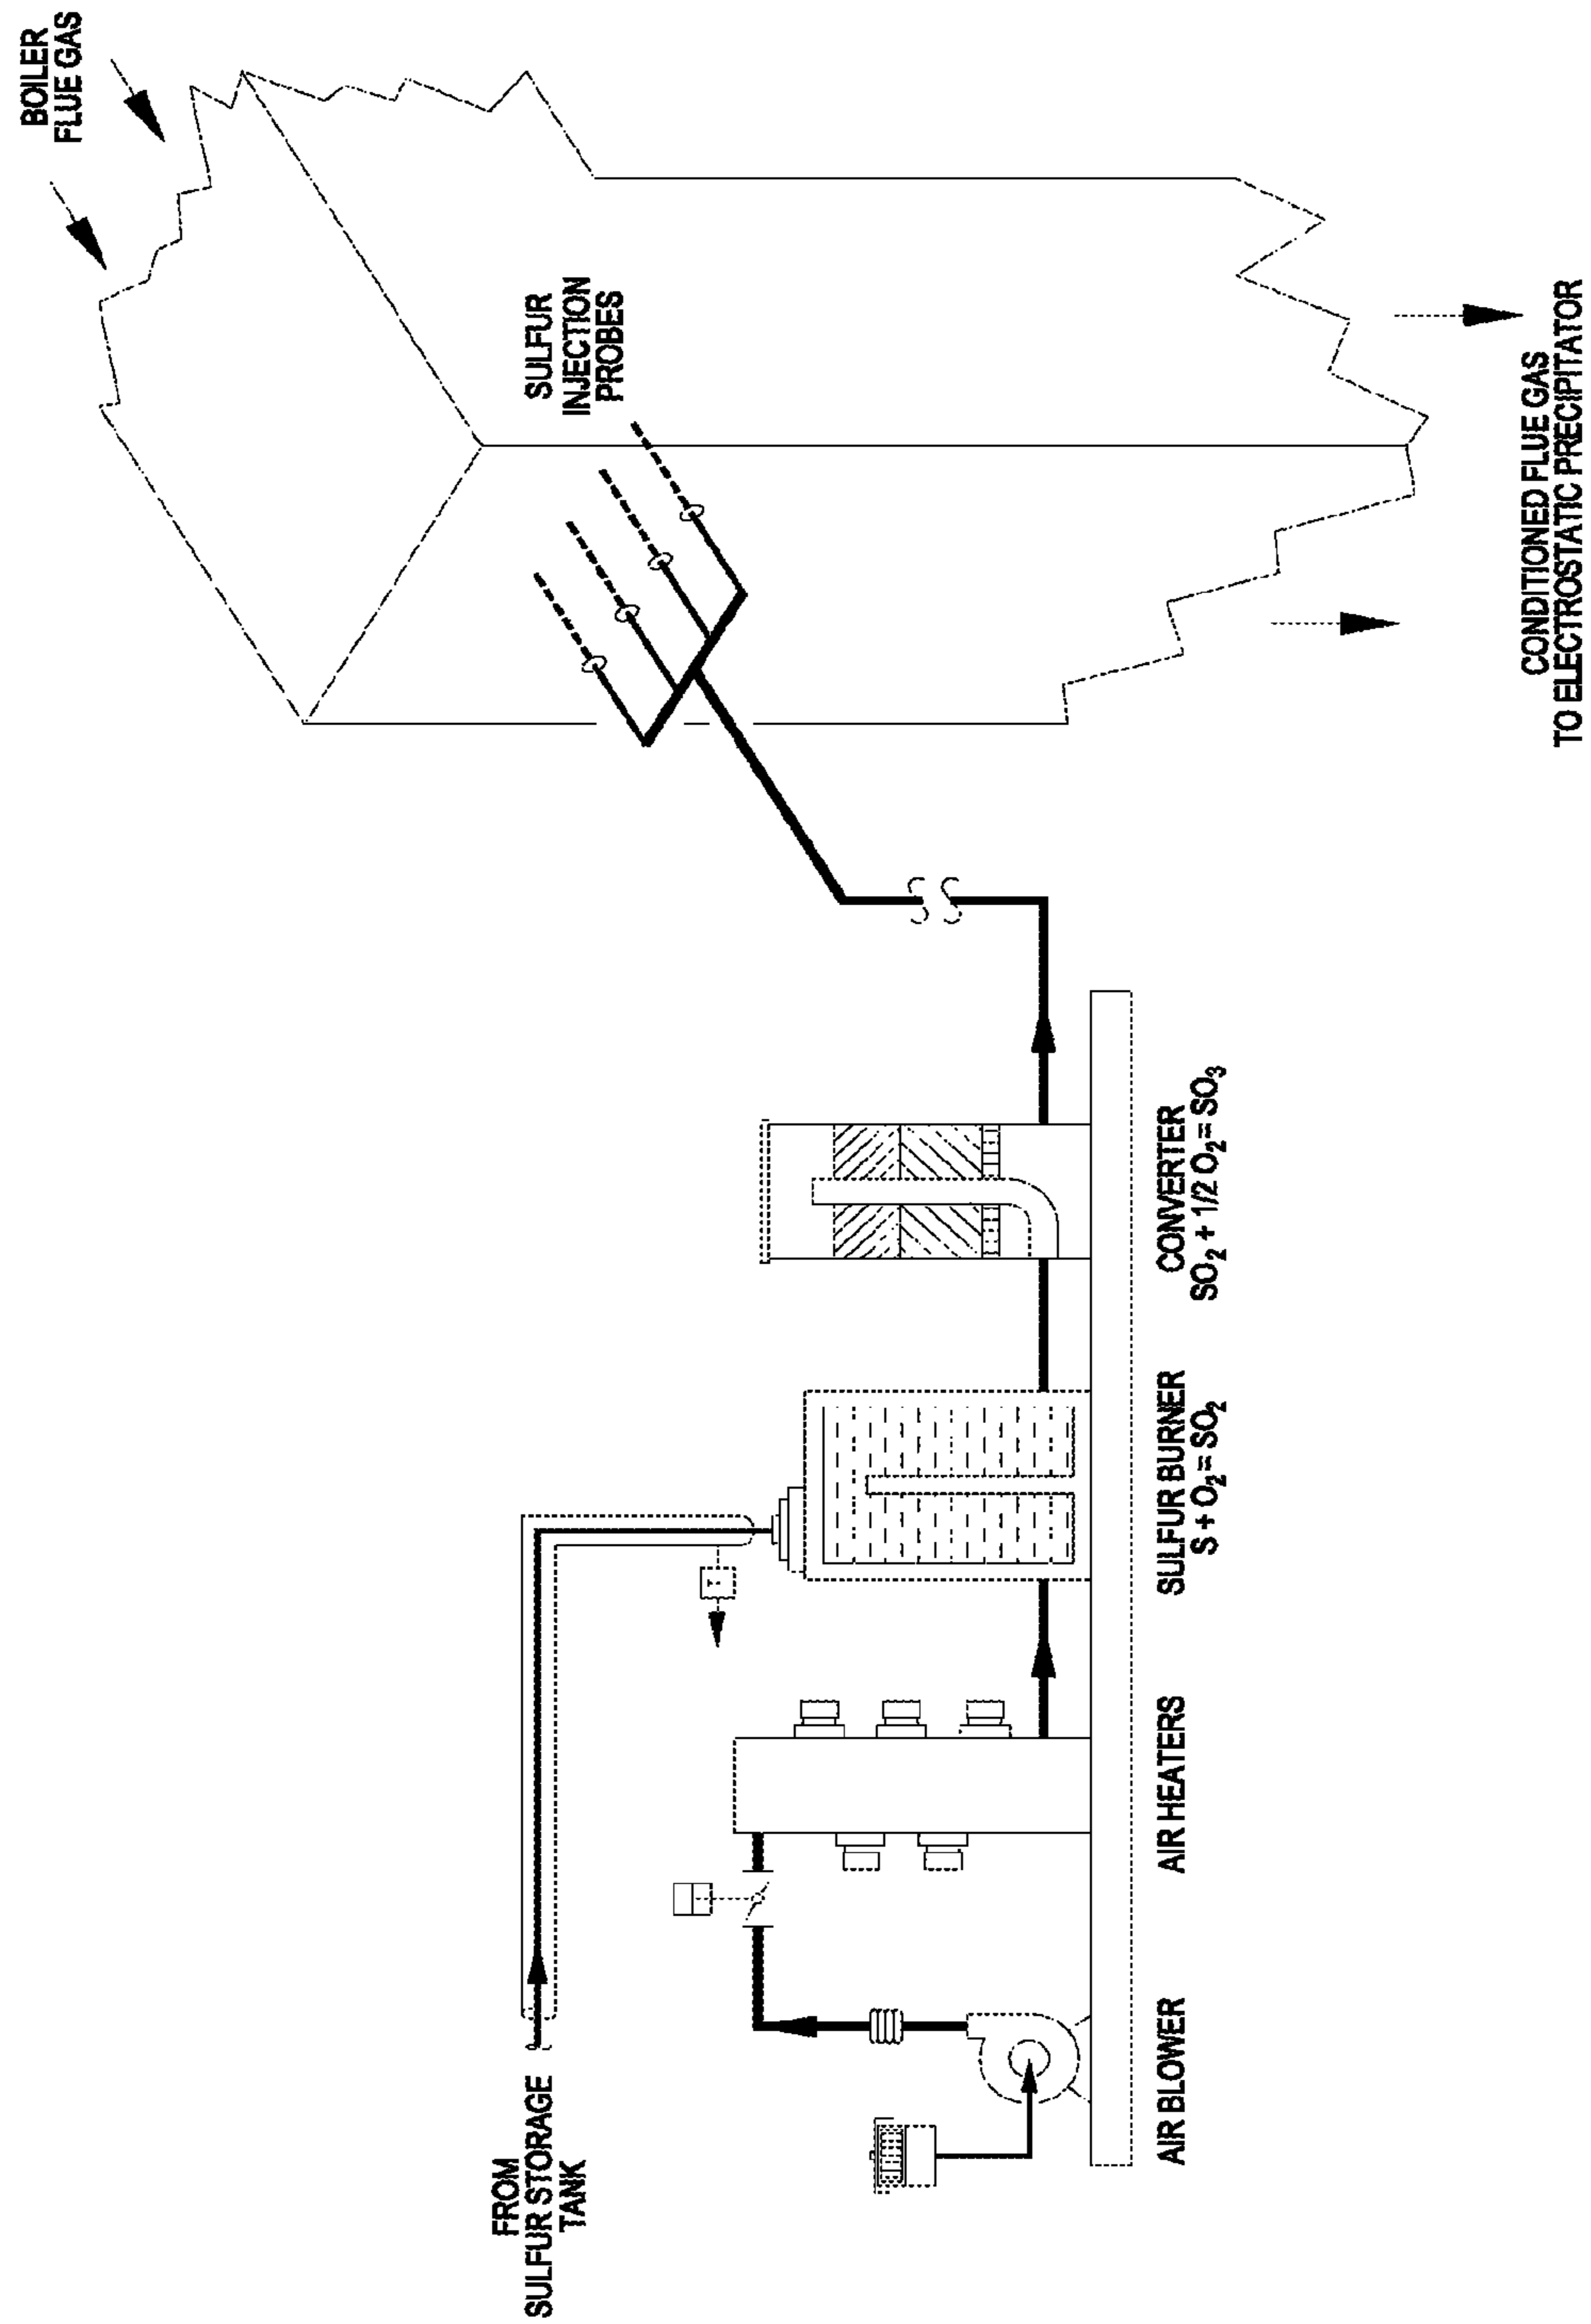 BOILER
FLUE GAS
SULFUR
INJECTION
PROBES
FROM
SULFUR STORAGE
TANK
AIR BLOWER
AIR HEATERS
SULFUR BURNER
S + O₂ = SO₂
CONVERTER
SO₂ + 1/2 O₂ = SO₃
CONDITIONED FLUE GAS
TO ELECTROSTATIC PRECIPITATOR